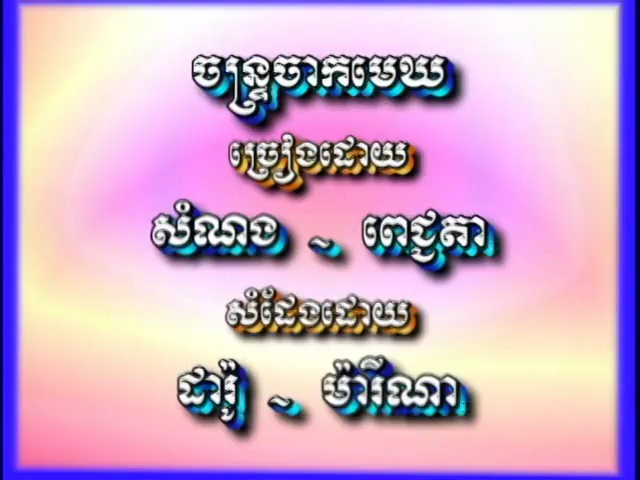 ចន្ទ្រចាកមេឃ
ច្រៀងដោយ
សំណង ~ ពេជ្ជតា
សំដែងដោយ
ដារ៉ូ ~ ម៉ារីណា